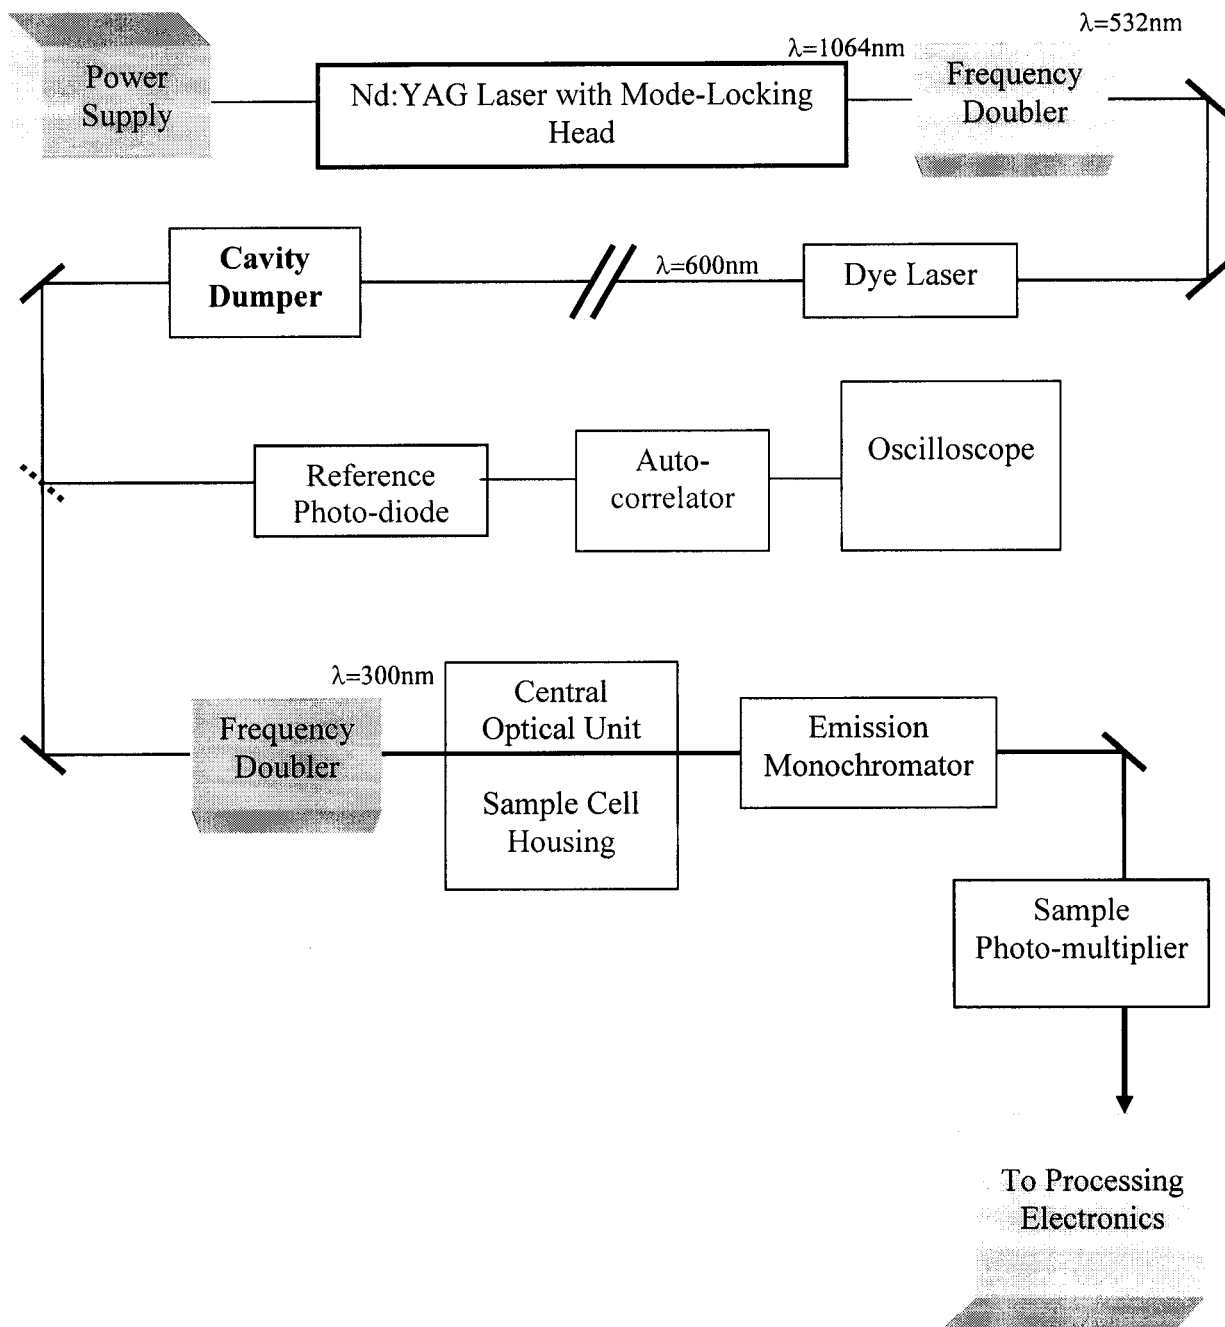 λ=532nm
λ=1064nm
Power
Supply
Nd:YAG Laser with Mode-Locking
Head
Frequency
Doubler
Cavity
Dumper
λ=600nm
Dye Laser
Reference
Photo-diode
Auto-
correlator
Oscilloscope
λ=300nm
Frequency
Doubler
Central
Optical Unit
Sample Cell
Housing
Emission
Monochromator
Sample
Photo-multiplier
To Processing
Electronics